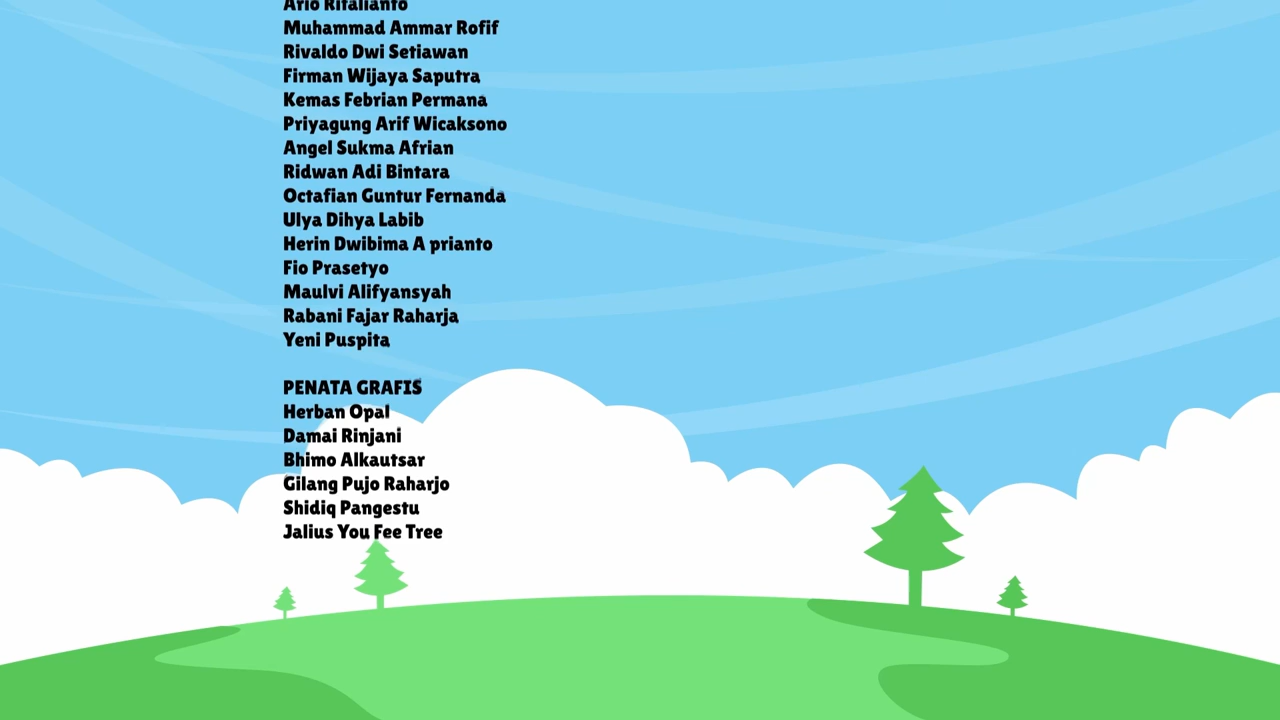 Ario Rifalianto
Muhammad Ammar Rofif
Rivaldo Dwi Setiawan
Firman Wijaya Saputra
Kemas Febrian Permana
Priyagung Arif Wicaksono
Angel Sukma Afrian
Ridwan Adi Bintara
Octafian Guntur Fernanda
Ulya Dihya Labib
Herin Dwibima A prianto
Fio Prasetyo
Maulvi Alifyansyah
Rabani Fajar Raharja
Yeni Puspita
PENATA GRAFIS
Herban Opal
Damai Rinjani
Bhimo Alkautsar
Gilang Pujo Raharjo
Shidiq Pangestu
Jalius You Fee Tree